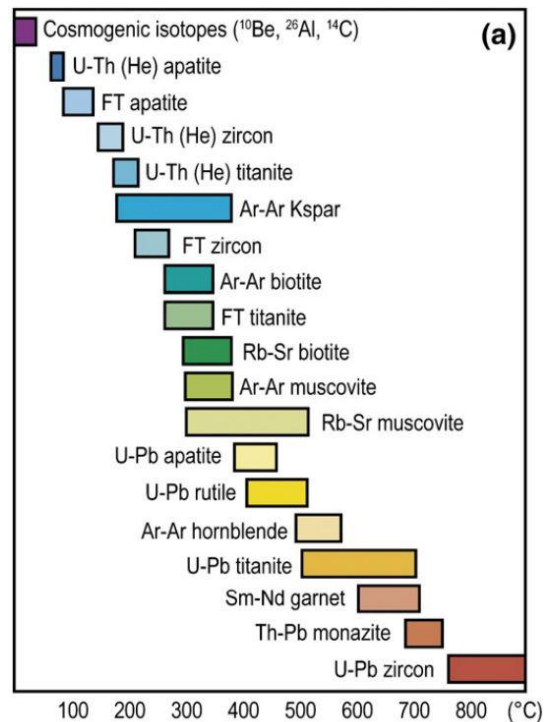 Cosmogenic isotopes (¹⁰Be, ²⁶Al, ¹⁴C) (a)
U-Th (He) apatite
FT apatite
U-Th (He) zircon
U-Th (He) titanite
Ar-Ar Kspar
FT zircon
Ar-Ar biotite
FT titanite
Rb-Sr biotite
Ar-Ar muscovite
Rb-Sr muscovite
U-Pb apatite
U-Pb rutile
Ar-Ar hornblende
U-Pb titanite
Sm-Nd garnet
Th-Pb monazite
U-Pb zircon
100 200 300 400 500 600 700 800 (°C)